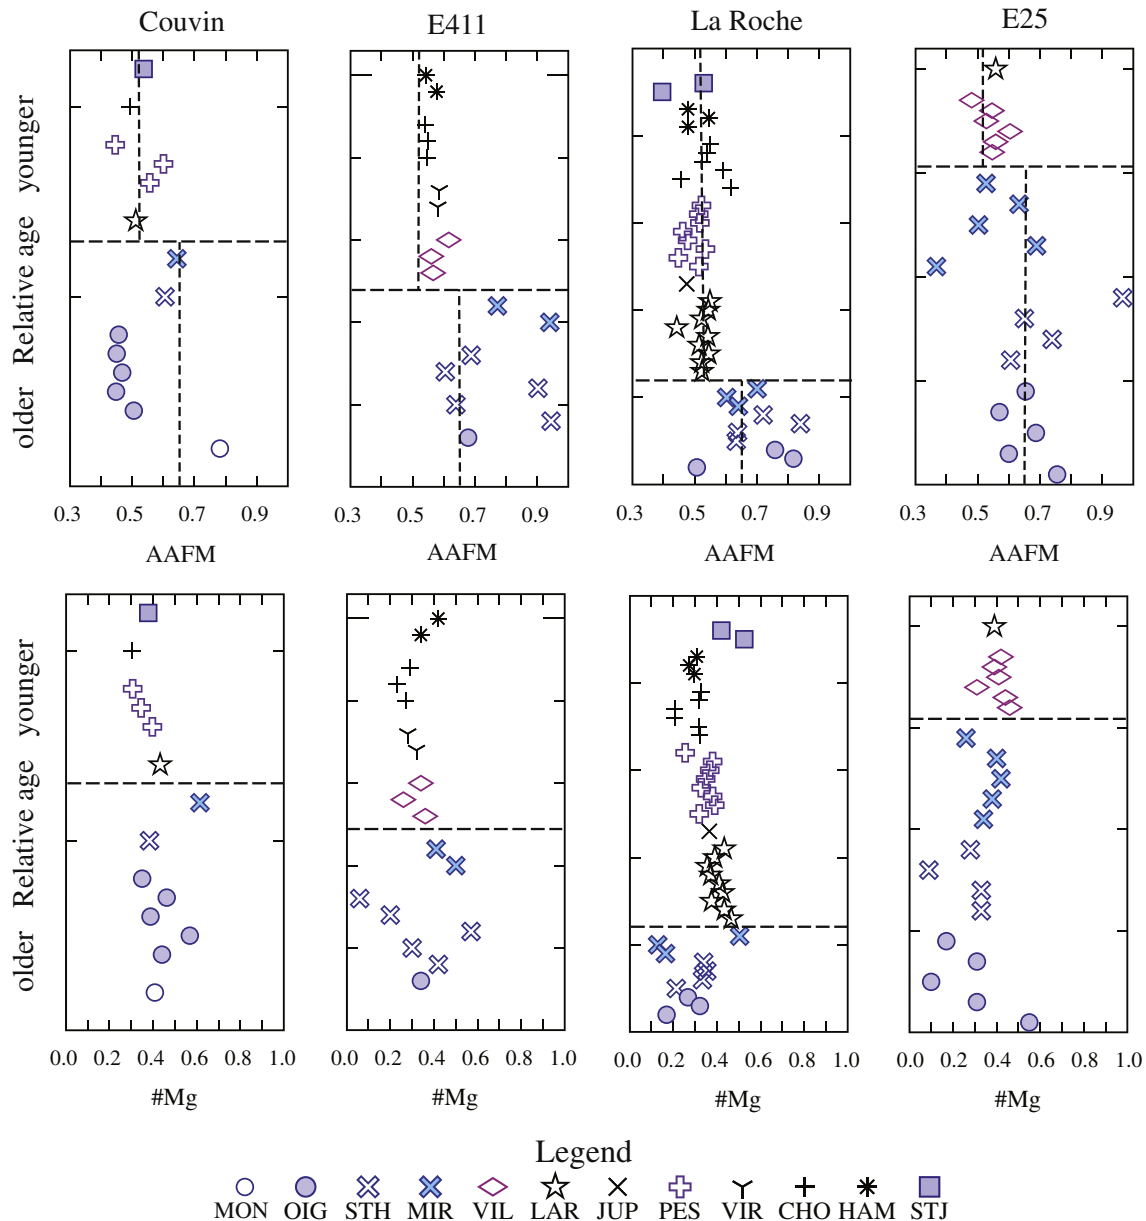 Couvin
E411
La Roche
E25
older Relative age younger
0.3 0.5 0.7 0.9
0.3 0.5 0.7 0.9
0.3 0.5 0.7 0.9
0.3 0.5 0.7 0.9
AAFM
AAFM
AAFM
AAFM
older Relative age younger
0.0 0.2 0.4 0.6 0.8 1.0
0.0 0.2 0.4 0.6 0.8 1.0
0.0 0.2 0.4 0.6 0.8 1.0
0.0 0.2 0.4 0.6 0.8 1.0
#Mg
#Mg
#Mg
#Mg
Legend
MON OIG STH MIR VIL LAR JUP PES VIR CHO HAM STJ